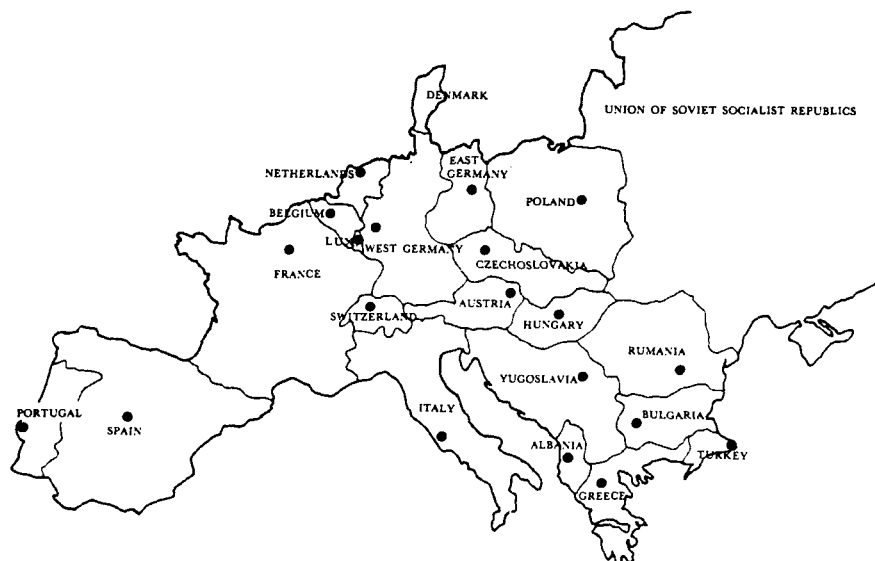 DENMARK
UNION OF SOVIET SOCIALIST REPUBLICS
EAST
GERMANY
NETHERLANDS
POLAND
BELGIUM
LUX
WEST GERMANY
CZECHOSLOVAKIA
FRANCE
AUSTRIA
SWITZERLAND
HUNGARY
RUMANIA
YUGOSLAVIA
PORTUGAL
SPAIN
ITALY
BULGARIA
ALBANIA
TURKEY
GREECE